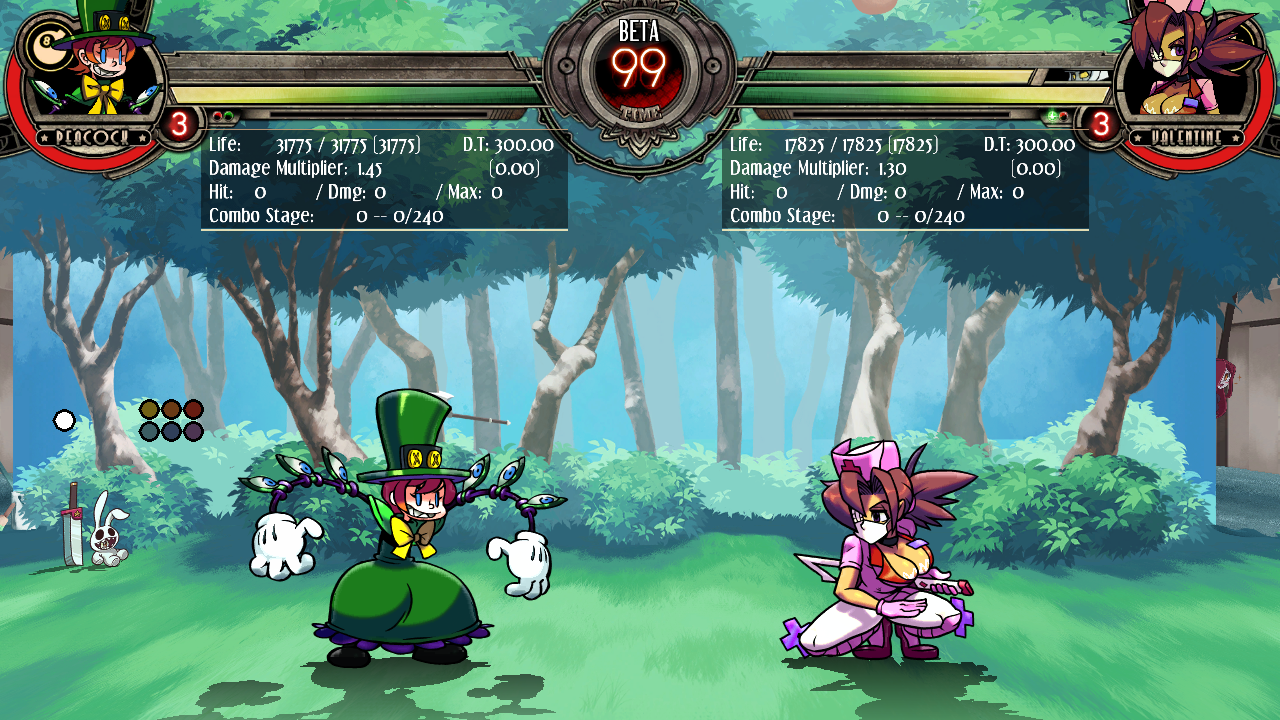 BETA
99
TIME
8
PEACOCK
3
3
VALENTINE
Life: 31775 / 31775 (31775) D.T: 300.00
Damage Multiplier: 1.45 (0.00)
Hit: 0 / Dmg: 0 / Max: 0
Combo Stage: 0 -- 0/240
Life: 17825 / 17825 (17825) D.T: 300.00
Damage Multiplier: 1.30 (0.00)
Hit: 0 / Dmg: 0 / Max: 0
Combo Stage: 0 -- 0/240